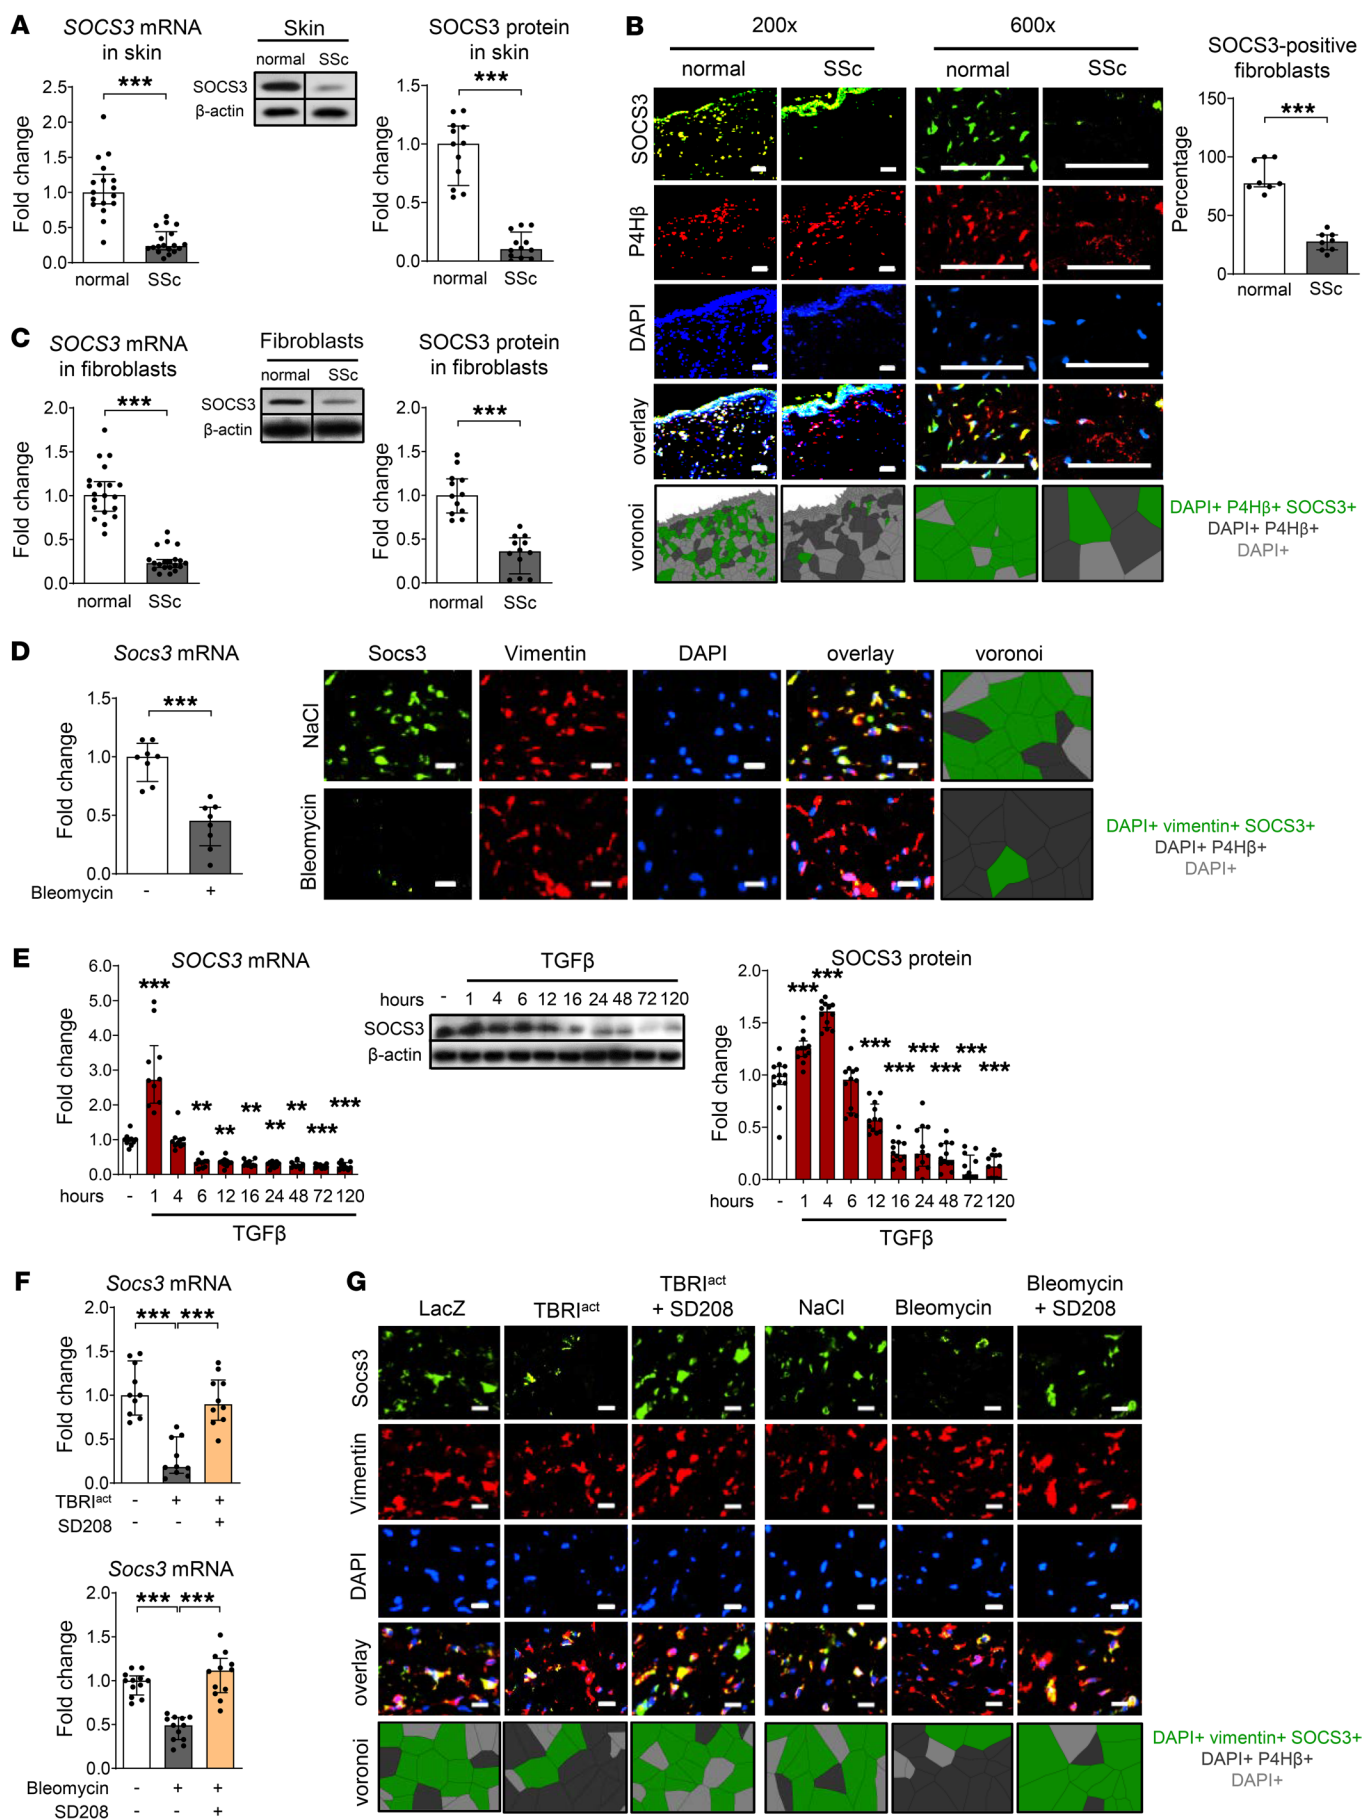 A
SOCS3 mRNA
in skin
Fold change
2.5
2.0
1.5
1.0
0.5
0.0
***
normal SSc
Skin
normal SSc
SOCS3
β-actin
SOCS3 protein
in skin
Fold change
1.5
1.0
0.5
0.0
***
normal SSc
B
200x
600x
normal SSc normal SSc
SOCS3
P4Hβ
DAPI
overlay
voronoi
SOCS3-positive
fibroblasts
Percentage
150
100
50
0
***
normal SSc
DAPI+ P4Hβ+ SOCS3+
DAPI+ P4Hβ+
DAPI+
C
SOCS3 mRNA
in fibroblasts
Fold change
2.0
1.5
1.0
0.5
0.0
***
normal SSc
Fibroblasts
normal SSc
SOCS3
β-actin
SOCS3 protein
in fibroblasts
Fold change
2.0
1.5
1.0
0.5
0.0
***
normal SSc
D
Socs3 mRNA
Fold change
1.5
1.0
0.5
0.0
***
Bleomycin - +
Socs3 Vimentin DAPI overlay voronoi
NaCl
Bleomycin
DAPI+ vimentin+ SOCS3+
DAPI+ P4Hβ+
DAPI+
E
SOCS3 mRNA
Fold change
6.0
5.0
4.0
3.0
2.0
1.0
0.0
*** ** ** ** ** ** *** ***
hours - 1 4 6 12 16 24 48 72 120
TGFβ
TGFβ
hours - 1 4 6 12 16 24 48 72 120
SOCS3
β-actin
SOCS3 protein
Fold change
2.0
1.5
1.0
0.5
0.0
*** *** *** *** *** *** *** ***
hours - 1 4 6 12 16 24 48 72 120
TGFβ
F
Socs3 mRNA
Fold change
2.0
1.5
1.0
0.5
0.0
*** ***
TBRIact - + +
SD208 - - +
Socs3 mRNA
Fold change
2.0
1.5
1.0
0.5
0.0
*** ***
Bleomycin - + +
SD208 - - +
G
LacZ
TBRIact
TBRIact
+ SD208
NaCl
Bleomycin
Bleomycin
+ SD208
Socs3
Vimentin
DAPI
overlay
voronoi
DAPI+ vimentin+ SOCS3+
DAPI+ P4Hβ+
DAPI+